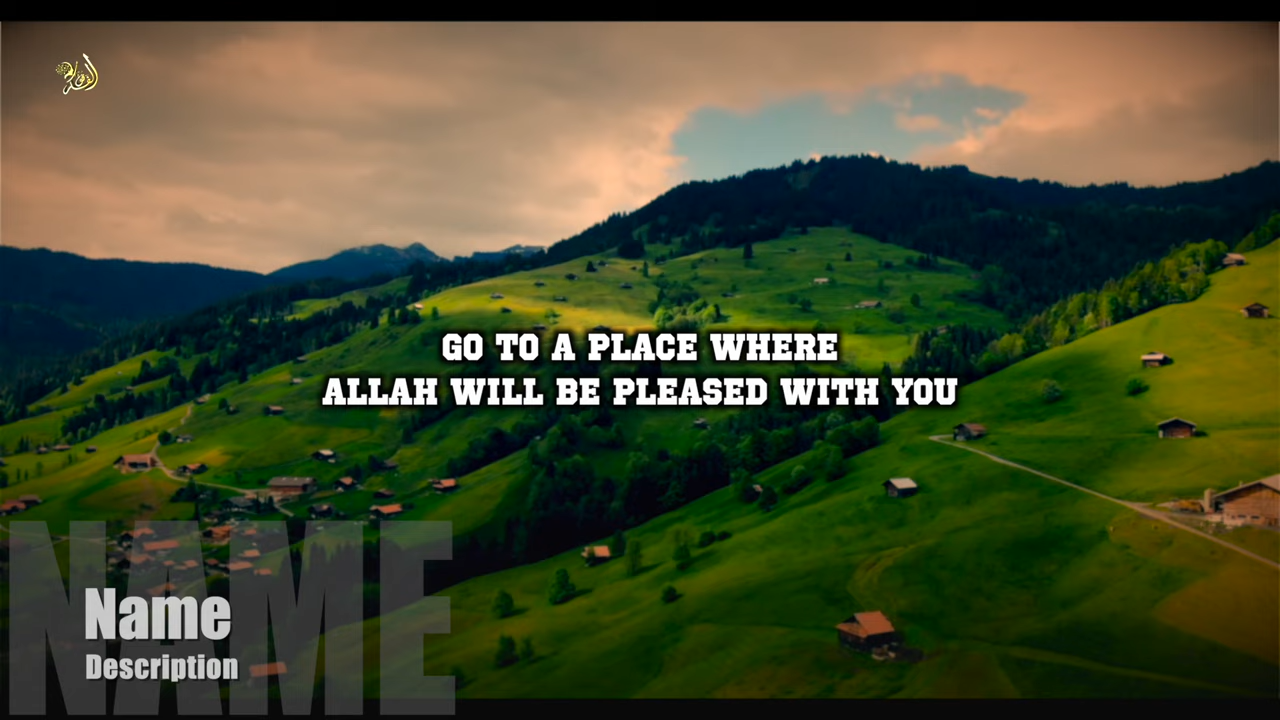 GO TO A PLACE WHERE
ALLAH WILL BE PLEASED WITH YOU
NAME
Name
Description